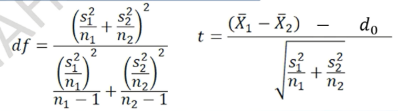 df = \frac{\left(\frac{s_1^2}{n_1} + \frac{s_2^2}{n_2}\right)^2}{\frac{\left(\frac{s_1^2}{n_1}\right)^2}{n_1 - 1} + \frac{\left(\frac{s_2^2}{n_2}\right)^2}{n_2 - 1}}
t = \frac{(\bar{X}_1 - \bar{X}_2) - d_0}{\sqrt{\frac{s_1^2}{n_1} + \frac{s_2^2}{n_2}}}